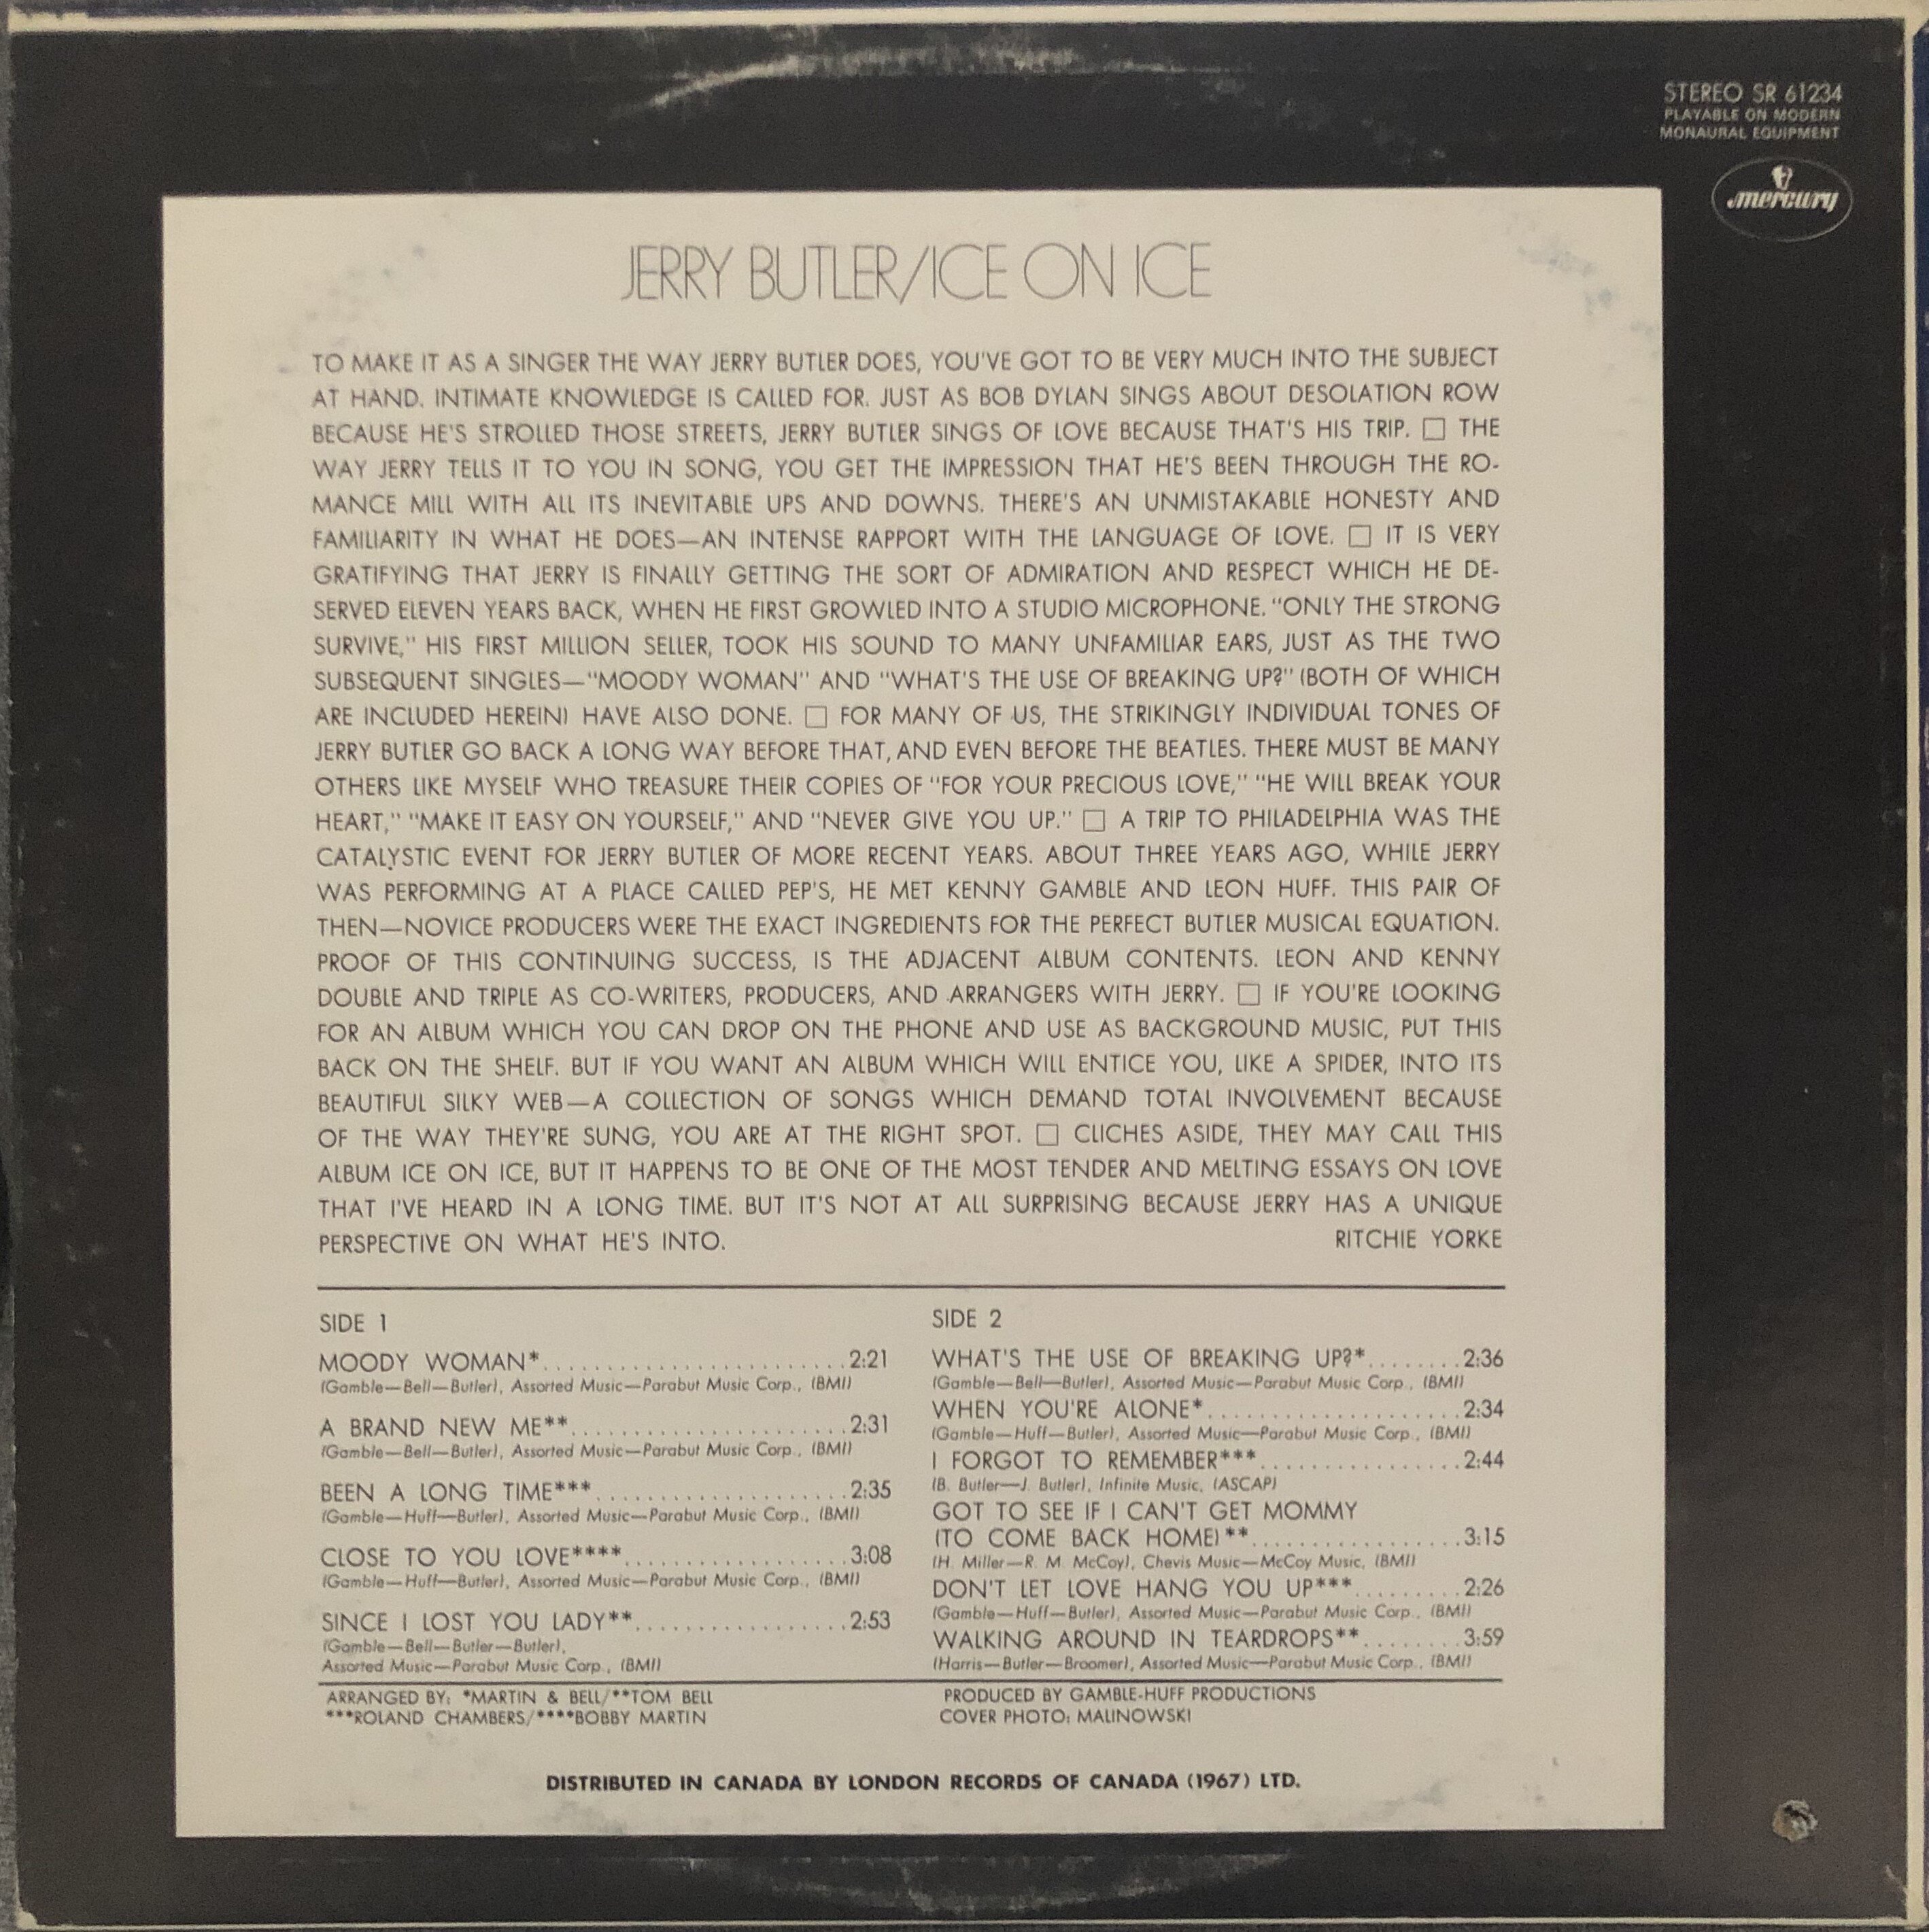 STEREO SR 61234
PLAYABLE ON MODERN
MONAURAL EQUIPMENT
mercury
JERRY BUTLER/ICE ON ICE
TO MAKE IT AS A SINGER THE WAY JERRY BUTLER DOES, YOU'VE GOT TO BE VERY MUCH INTO THE SUBJECT
AT HAND. INTIMATE KNOWLEDGE IS CALLED FOR. JUST AS BOB DYLAN SINGS ABOUT DESOLATION ROW
BECAUSE HE'S STROLLED THOSE STREETS, JERRY BUTLER SINGS OF LOVE BECAUSE THAT'S HIS TRIP. □ THE
WAY JERRY TELLS IT TO YOU IN SONG, YOU GET THE IMPRESSION THAT HE'S BEEN THROUGH THE RO-
MANCE MILL WITH ALL ITS INEVITABLE UPS AND DOWNS. THERE'S AN UNMISTAKABLE HONESTY AND
FAMILIARITY IN WHAT HE DOES—AN INTENSE RAPPORT WITH THE LANGUAGE OF LOVE. □ IT IS VERY
GRATIFYING THAT JERRY IS FINALLY GETTING THE SORT OF ADMIRATION AND RESPECT WHICH HE DE-
SERVED ELEVEN YEARS BACK, WHEN HE FIRST GROWLED INTO A STUDIO MICROPHONE. "ONLY THE STRONG
SURVIVE," HIS FIRST MILLION SELLER, TOOK HIS SOUND TO MANY UNFAMILIAR EARS, JUST AS THE TWO
SUBSEQUENT SINGLES—"MOODY WOMAN" AND "WHAT'S THE USE OF BREAKING UP?" (BOTH OF WHICH
ARE INCLUDED HEREIN) HAVE ALSO DONE. □ FOR MANY OF US, THE STRIKINGLY INDIVIDUAL TONES OF
JERRY BUTLER GO BACK A LONG WAY BEFORE THAT, AND EVEN BEFORE THE BEATLES. THERE MUST BE MANY
OTHERS LIKE MYSELF WHO TREASURE THEIR COPIES OF "FOR YOUR PRECIOUS LOVE," "HE WILL BREAK YOUR
HEART," "MAKE IT EASY ON YOURSELF," AND "NEVER GIVE YOU UP." □ A TRIP TO PHILADELPHIA WAS THE
CATALYSTIC EVENT FOR JERRY BUTLER OF MORE RECENT YEARS. ABOUT THREE YEARS AGO, WHILE JERRY
WAS PERFORMING AT A PLACE CALLED PEP'S, HE MET KENNY GAMBLE AND LEON HUFF. THIS PAIR OF
THEN—NOVICE PRODUCERS WERE THE EXACT INGREDIENTS FOR THE PERFECT BUTLER MUSICAL EQUATION.
PROOF OF THIS CONTINUING SUCCESS, IS THE ADJACENT ALBUM CONTENTS. LEON AND KENNY
DOUBLE AND TRIPLE AS CO-WRITERS, PRODUCERS, AND ARRANGERS WITH JERRY. □ IF YOU'RE LOOKING
FOR AN ALBUM WHICH YOU CAN DROP ON THE PHONE AND USE AS BACKGROUND MUSIC, PUT THIS
BACK ON THE SHELF. BUT IF YOU WANT AN ALBUM WHICH WILL ENTICE YOU, LIKE A SPIDER, INTO ITS
BEAUTIFUL SILKY WEB—A COLLECTION OF SONGS WHICH DEMAND TOTAL INVOLVEMENT BECAUSE
OF THE WAY THEY'RE SUNG, YOU ARE AT THE RIGHT SPOT. □ CLICHES ASIDE, THEY MAY CALL THIS
ALBUM ICE ON ICE, BUT IT HAPPENS TO BE ONE OF THE MOST TENDER AND MELTING ESSAYS ON LOVE
THAT I'VE HEARD IN A LONG TIME. BUT IT'S NOT AT ALL SURPRISING BECAUSE JERRY HAS A UNIQUE
PERSPECTIVE ON WHAT HE'S INTO. RITCHIE YORKE
SIDE 1
MOODY WOMAN*........................2:21
(Gamble—Bell—Butler), Assorted Music—Parabut Music Corp., (BMI)
A BRAND NEW ME**......................2:31
(Gamble—Bell—Butler), Assorted Music—Parabut Music Corp., (BMI)
BEEN A LONG TIME***....................2:35
(Gamble—Huff—Butler), Assorted Music—Parabut Music Corp., (BMI)
CLOSE TO YOU LOVE****..................3:08
(Gamble—Huff—Butler), Assorted Music—Parabut Music Corp., (BMI)
SINCE I LOST YOU LADY**.................2:53
(Gamble—Bell—Butler—Butler),
Assorted Music—Parabut Music Corp., (BMI)
SIDE 2
WHAT'S THE USE OF BREAKING UP?*........2:36
(Gamble—Bell—Butler), Assorted Music—Parabut Music Corp., (BMI)
WHEN YOU'RE ALONE*....................2:34
(Gamble—Huff—Butler), Assorted Music—Parabut Music Corp., (BMI)
I FORGOT TO REMEMBER***................2:44
(B. Butler—J. Butler), Infinite Music, (ASCAP)
GOT TO SEE IF I CAN'T GET MOMMY
(TO COME BACK HOME)**.................3:15
(H. Miller—R. M. McCoy), Chevis Music—McCoy Music, (BMI)
DON'T LET LOVE HANG YOU UP***.........2:26
(Gamble—Huff—Butler), Assorted Music—Parabut Music Corp., (BMI)
WALKING AROUND IN TEARDROPS**........3:59
(Harris—Butler—Broomer), Assorted Music—Parabut Music Corp., (BMI)
ARRANGED BY: *MARTIN & BELL/**TOM BELL
***ROLAND CHAMBERS/****BOBBY MARTIN
PRODUCED BY GAMBLE-HUFF PRODUCTIONS
COVER PHOTO: MALINOWSKI
DISTRIBUTED IN CANADA BY LONDON RECORDS OF CANADA (1967) LTD.